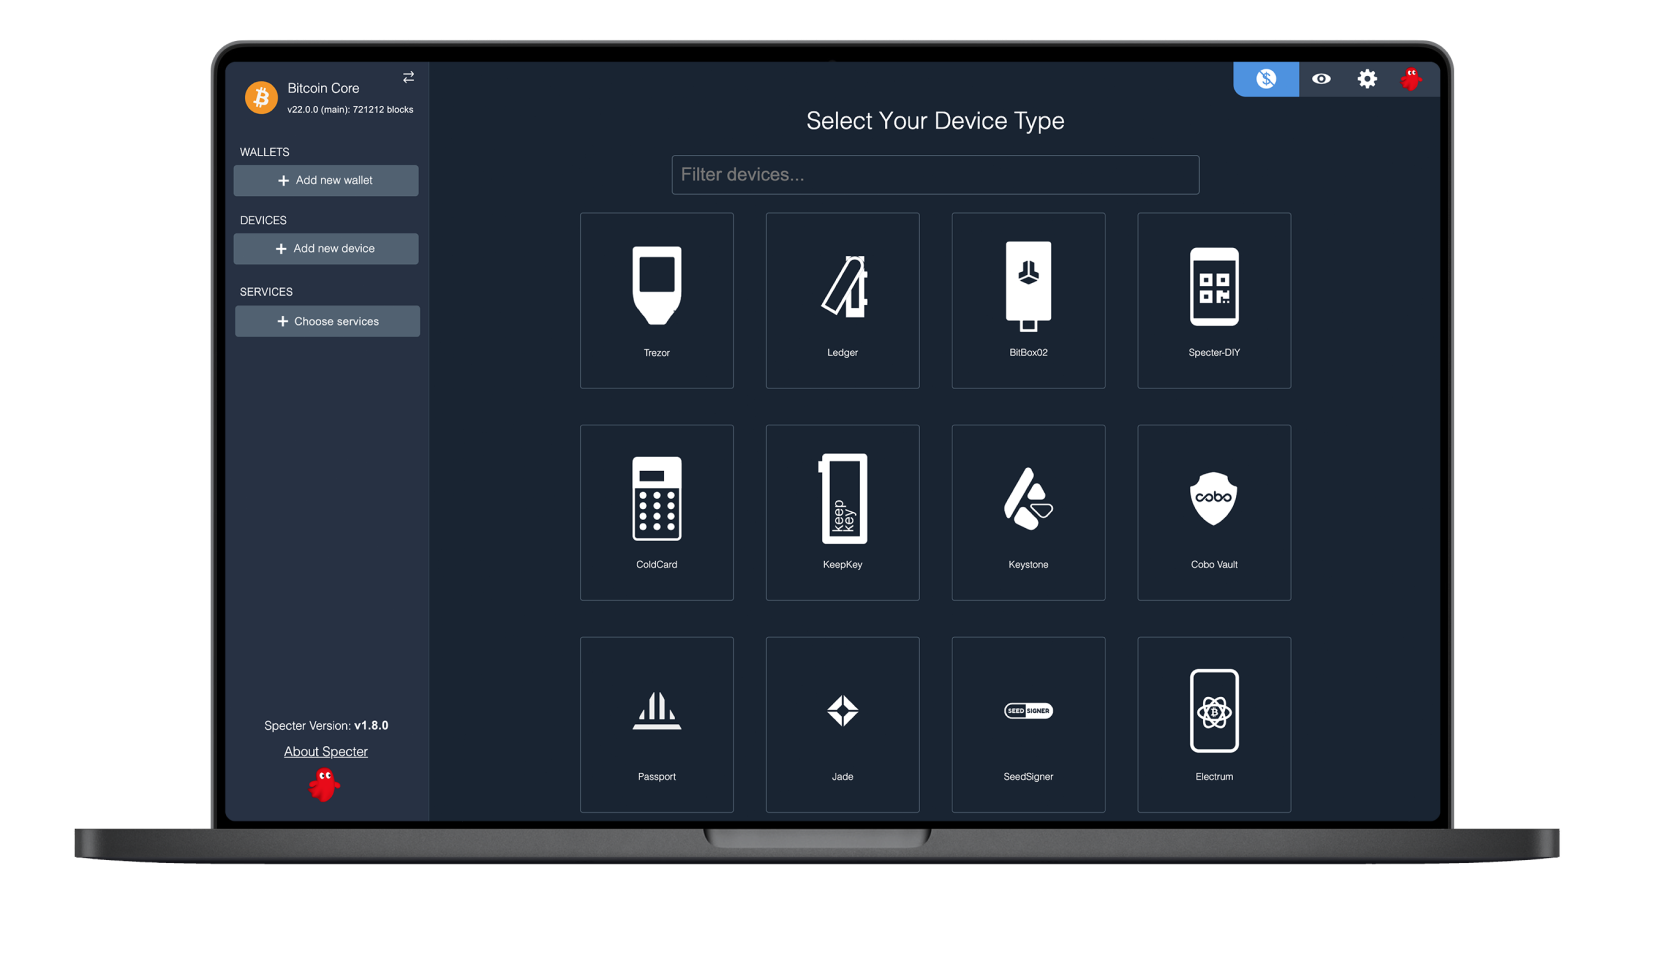 Bitcoin Core
v22.0.0 (main): 721212 blocks
WALLETS
+ Add new wallet
DEVICES
+ Add new device
SERVICES
+ Choose services
Specter Version: v1.8.0
About Specter
Select Your Device Type
Filter devices...
Trezor
Ledger
BitBox02
Specter-DIY
keep
key
cobo
ColdCard
KeepKey
Keystone
Cobo Vault
SEED SIGNER
Passport
Jade
SeedSigner
Electrum